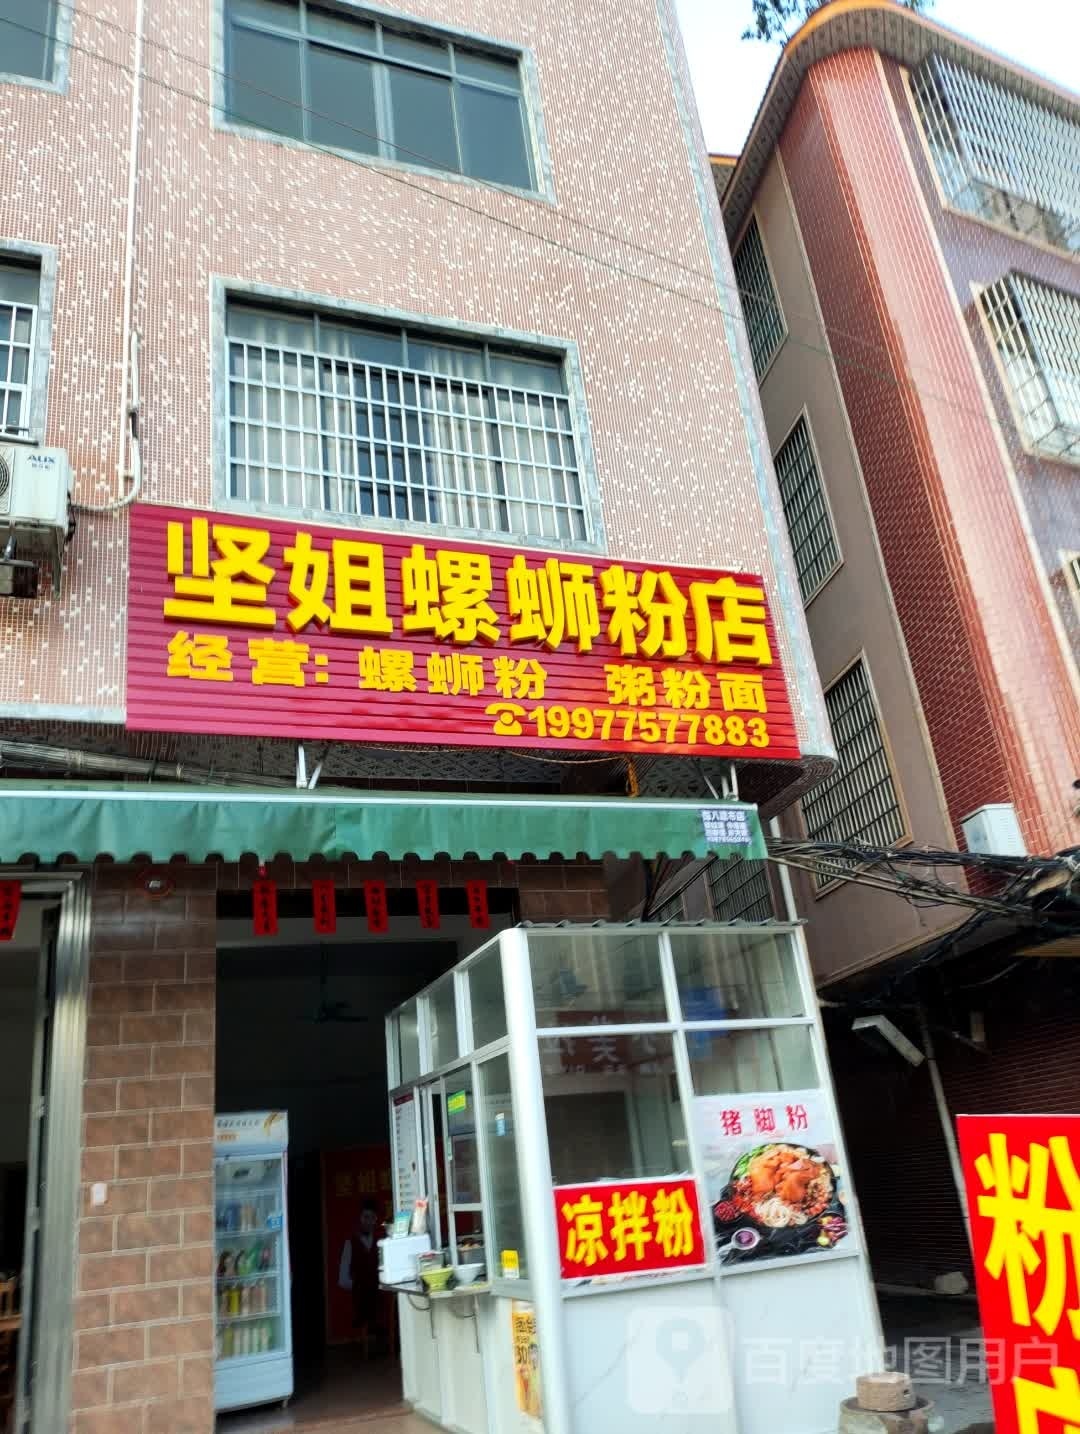 AUX
坚姐螺蛳粉店
经营:螺蛳粉 粥粉面
☎19977577883
猪脚粉
凉拌粉
粉
百度地图用户